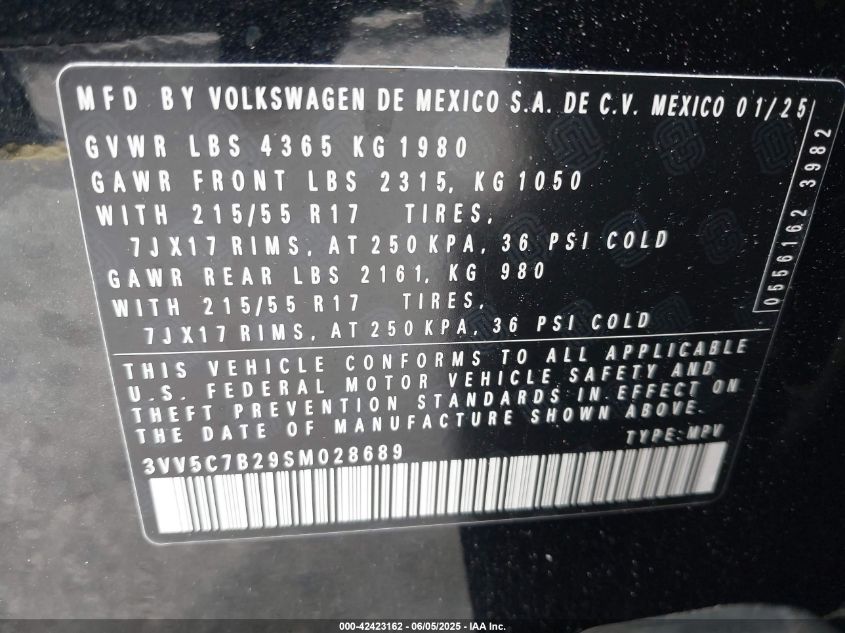 MFD BY VOLKSWAGEN DE MEXICO S.A. DE C.V. MEXICO 01/25
GVWR LBS 4365 KG 1980
GAWR FRONT LBS 2315, KG 1050
WITH 215/55 R17 TIRES,
7JX17 RIMS, AT 250 KPA, 36 PSI COLD
GAWR REAR LBS 2161, KG 980
WITH 215/55 R17 TIRES,
7JX17 RIMS, AT 250 KPA, 36 PSI COLD
0556162 3982
THIS VEHICLE CONFORMS TO ALL APPLICABLE
U.S. FEDERAL MOTOR VEHICLE SAFETY AND
THEFT PREVENTION STANDARDS IN EFFECT ON
THE DATE OF MANUFACTURE SHOWN ABOVE.
3VV5C7B29SM028689 TYPE:MPV
000-42423162 - 06/05/2025 - IAA Inc.